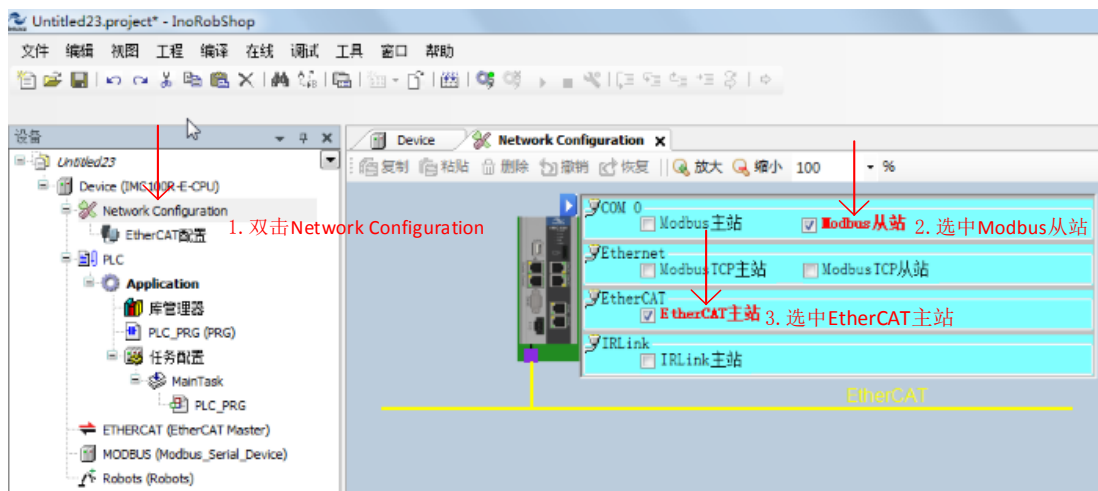 Untitled23.project* - InoRobShop
文件 编辑 视图 工程 编译 在线 调试 工具 窗口 帮助
设备
Device
Network Configuration
Untitled23
复制 粘贴 删除 撤销 恢复 放大 缩小 100 %
Device (IMC100R-E-CPU)
Network Configuration
EtherCAT配置
1. 双击Network Configuration
PLC
Application
库管理器
PLC_PRG (PRG)
任务配置
MainTask
PLC_PRG
ETHERCAT (EtherCAT Master)
MODBUS (Modbus_Serial_Device)
Robots (Robots)
COM 0
Modbus主站 Modbus从站 2. 选中Modbus从站
Ethernet
ModbusTCP主站 ModbusTCP从站
EtherCAT
EtherCAT主站 3. 选中EtherCAT主站
IRLink
IRLink主站
EtherCAT